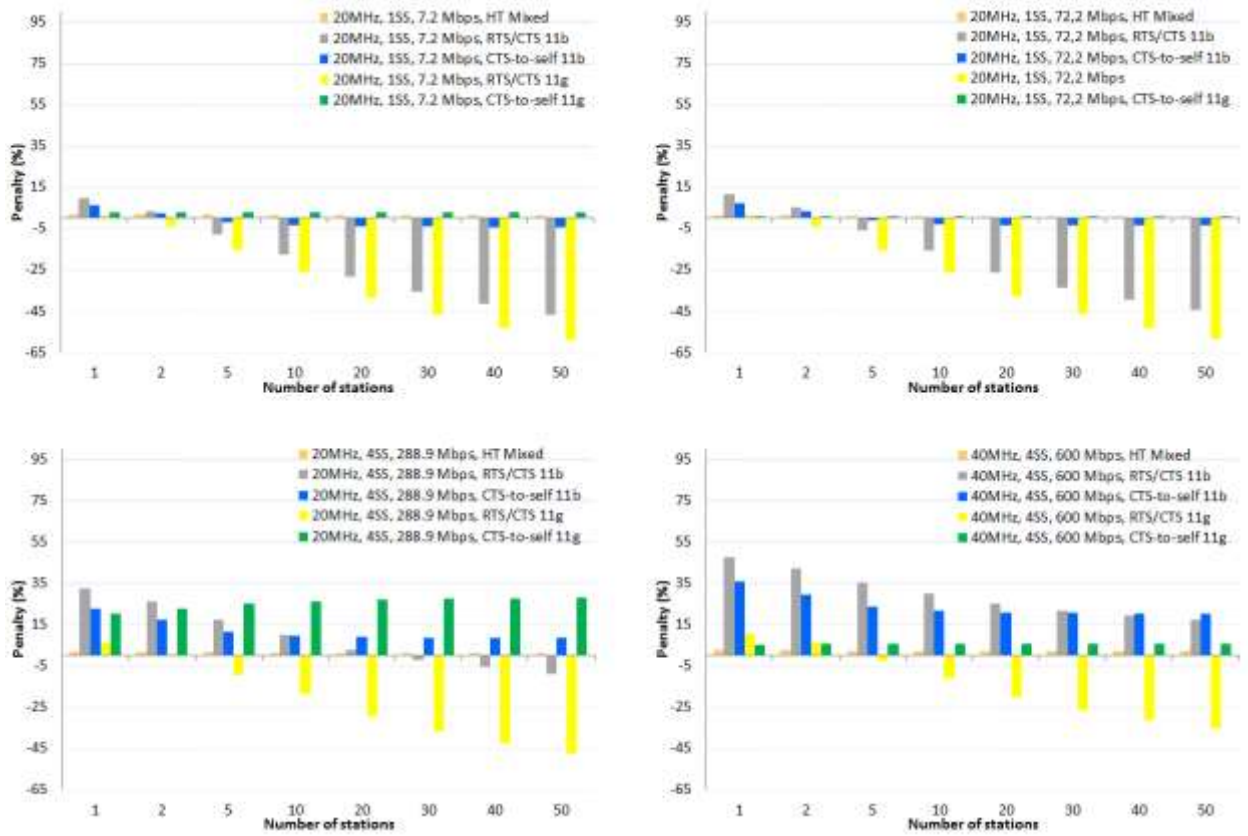 95
75
55
35
15
-5
-25
-45
-65
Penalty (%)
20MHz, 1SS, 7.2 Mbps, HT Mixed
20MHz, 1SS, 7.2 Mbps, RTS/CTS 11b
20MHz, 1SS, 7.2 Mbps, CTS-to-self 11b
20MHz, 1SS, 7.2 Mbps, RTS/CTS 11g
20MHz, 1SS, 7.2 Mbps, CTS-to-self 11g
1 2 5 10 20 30 40 50
Number of stations
95
75
55
35
15
-5
-25
-45
-65
Penalty (%)
20MHz, 1SS, 72,2 Mbps, HT Mixed
20MHz, 1SS, 72,2 Mbps, RTS/CTS 11b
20MHz, 1SS, 72,2 Mbps, CTS-to-self 11b
20MHz, 1SS, 72,2 Mbps
20MHz, 1SS, 72,2 Mbps, CTS-to-self 11g
1 2 5 10 20 30 40 50
Number of stations
95
75
55
35
15
-5
-25
-45
-65
Penalty (%)
20MHz, 4SS, 288.9 Mbps, HT Mixed
20MHz, 4SS, 288.9 Mbps, RTS/CTS 11b
20MHz, 4SS, 288.9 Mbps, CTS-to-self 11b
20MHz, 4SS, 288.9 Mbps, RTS/CTS 11g
20MHz, 4SS, 288.9 Mbps, CTS-to-self 11g
1 2 5 10 20 30 40 50
Number of stations
95
75
55
35
15
-5
-25
-45
-65
Penalty (%)
40MHz, 4SS, 600 Mbps, HT Mixed
40MHz, 4SS, 600 Mbps, RTS/CTS 11b
40MHz, 4SS, 600 Mbps, CTS-to-self 11b
40MHz, 4SS, 600 Mbps, RTS/CTS 11g
40MHz, 4SS, 600 Mbps, CTS-to-self 11g
1 2 5 10 20 30 40 50
Number of stations